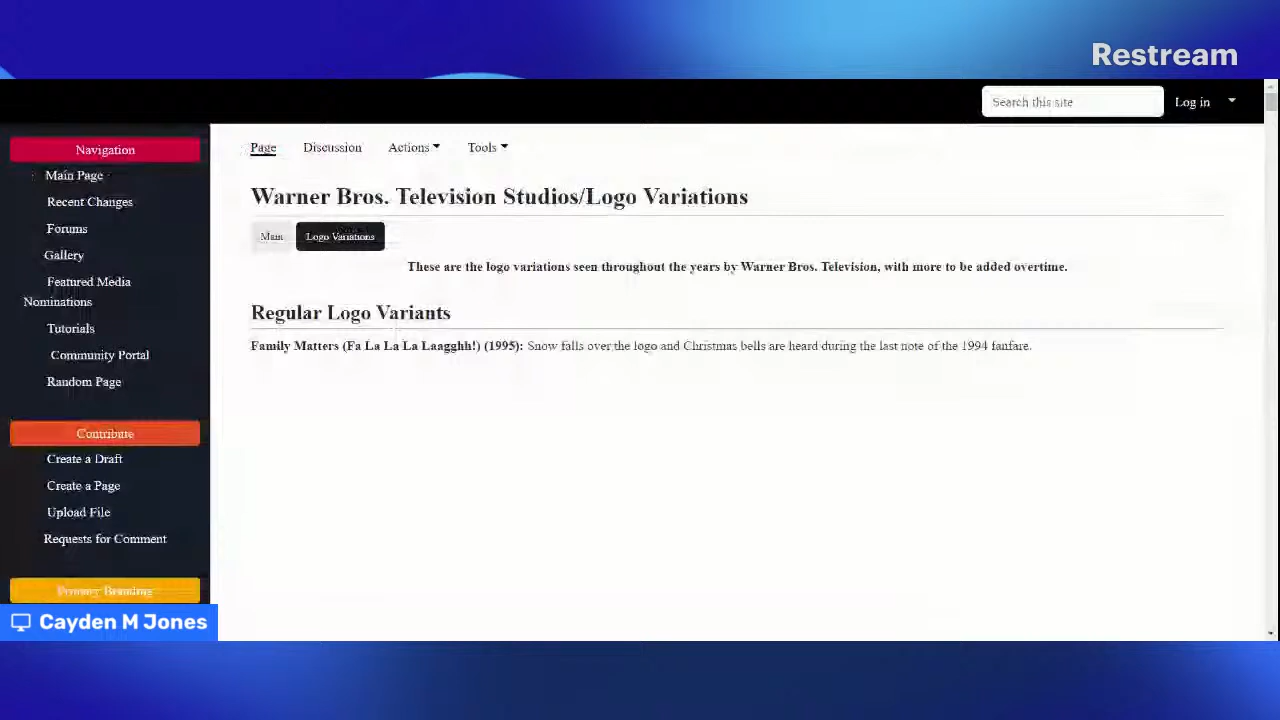 Restream
Search this site
Log in
Navigation
Main Page
Recent Changes
Forums
Gallery
Featured Media
Nominations
Tutorials
Community Portal
Random Page
Contribute
Create a Draft
Create a Page
Upload File
Requests for Comment
Primary Branding
Cayden M Jones
Page Discussion Actions Tools
Warner Bros. Television Studios/Logo Variations
Main Logo Variations
These are the logo variations seen throughout the years by Warner Bros. Television, with more to be added overtime.
Regular Logo Variants
Family Matters (Fa La La La Laagghh!) (1995): Snow falls over the logo and Christmas bells are heard during the last note of the 1994 fanfare.